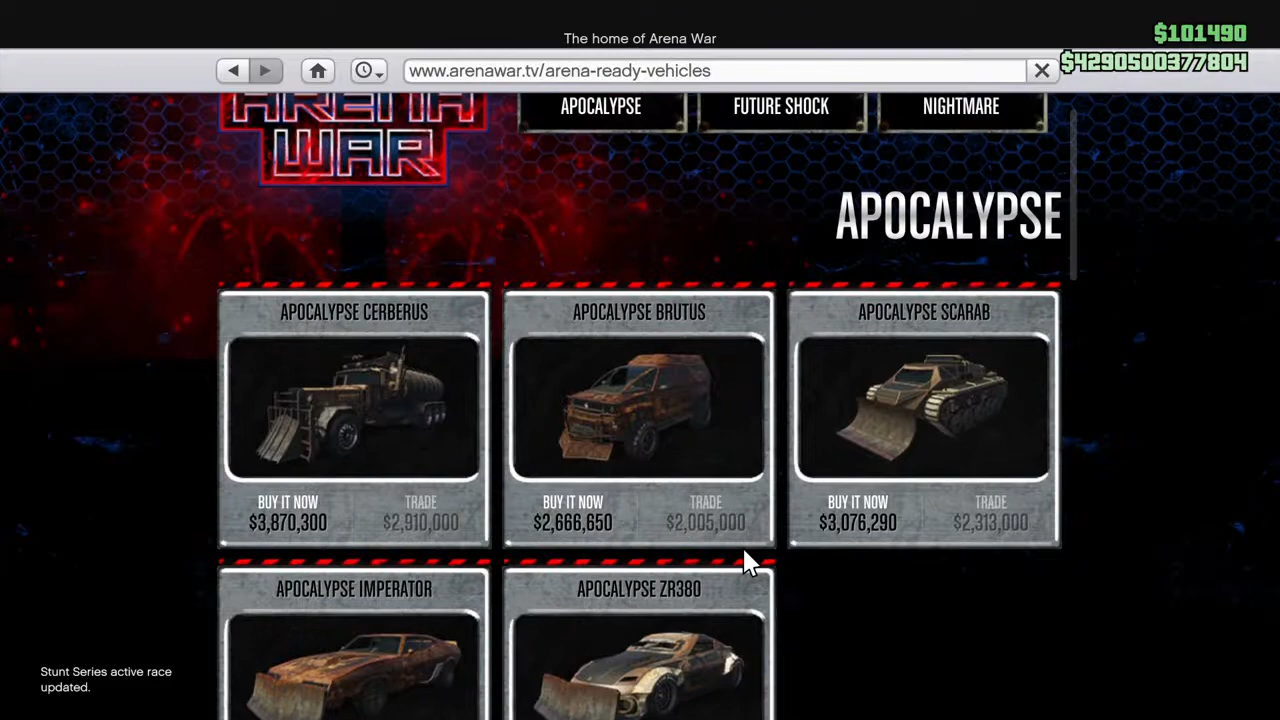 The home of Arena War
$101490
$4290500377804
www.arenawar.tv/arena-ready-vehicles
ARENA
WAR
APOCALYPSE
FUTURE SHOCK
NIGHTMARE
APOCALYPSE
APOCALYPSE CERBERUS
BUY IT NOW
$3,870,300
TRADE
$2,910,000
APOCALYPSE BRUTUS
BUY IT NOW
$2,666,650
TRADE
$2,005,000
APOCALYPSE SCARAB
BUY IT NOW
$3,076,290
TRADE
$2,313,000
APOCALYPSE IMPERATOR
APOCALYPSE ZR380
Stunt Series active race
updated.